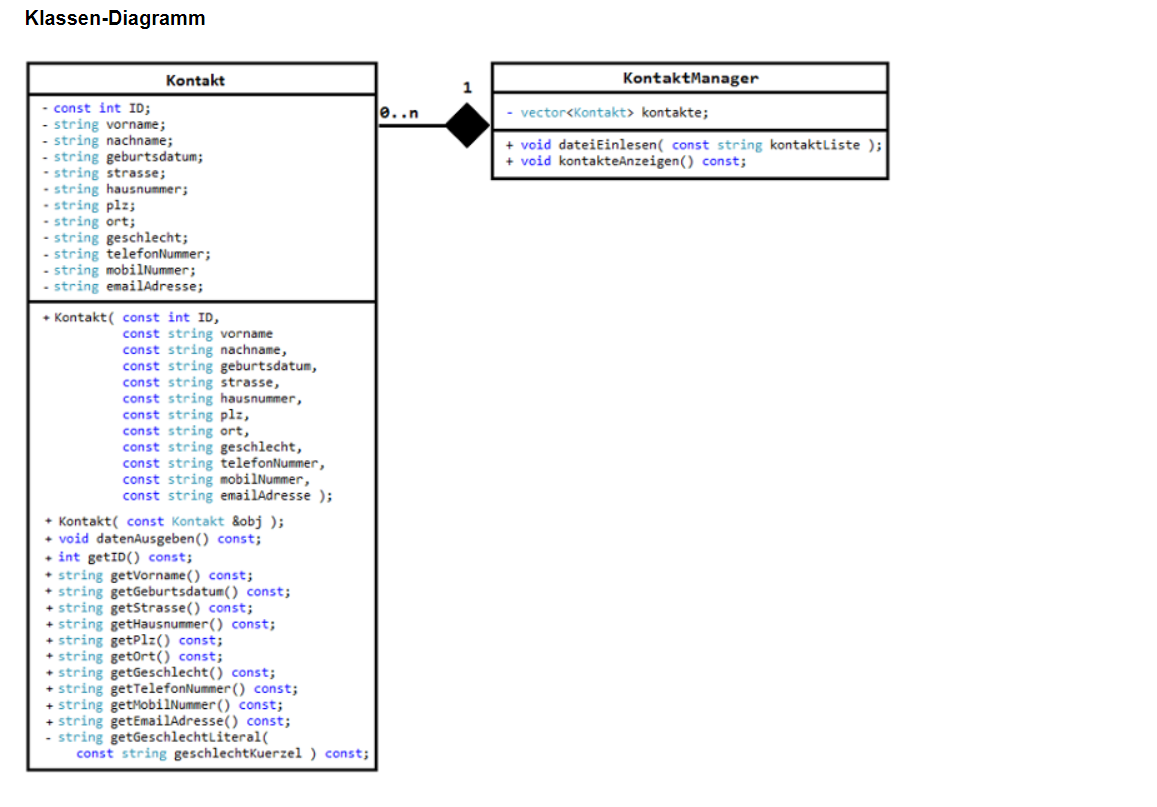 Klassen-Diagramm
Kontakt
- const int ID;
- string vorname;
- string nachname;
- string geburtsdatum;
- string strasse;
- string hausnummer;
- string plz;
- string ort;
- string geschlecht;
- string telefonNummer;
- string mobilNummer;
- string emailAdresse;
+ Kontakt( const int ID,
const string vorname
const string nachname,
const string geburtsdatum,
const string strasse,
const string hausnummer,
const string plz,
const string ort,
const string geschlecht,
const string telefonNummer,
const string mobilNummer,
const string emailAdresse );
+ Kontakt( const Kontakt &obj );
+ void datenAusgeben() const;
+ int getID() const;
+ string getVorname() const;
+ string getGeburtsdatum() const;
+ string getStrasse() const;
+ string getHausnummer() const;
+ string getPlz() const;
+ string getOrt() const;
+ string getGeschlecht() const;
+ string getTelefonNummer() const;
+ string getMobilNummer() const;
+ string getEmailAdresse() const;
- string getGeschlechtLiteral(
const string geschlechtKuerzel ) const;
0..n
1
KontaktManager
- vector<Kontakt> kontakte;
+ void dateiEinlesen( const string kontaktListe );
+ void kontakteAnzeigen() const;